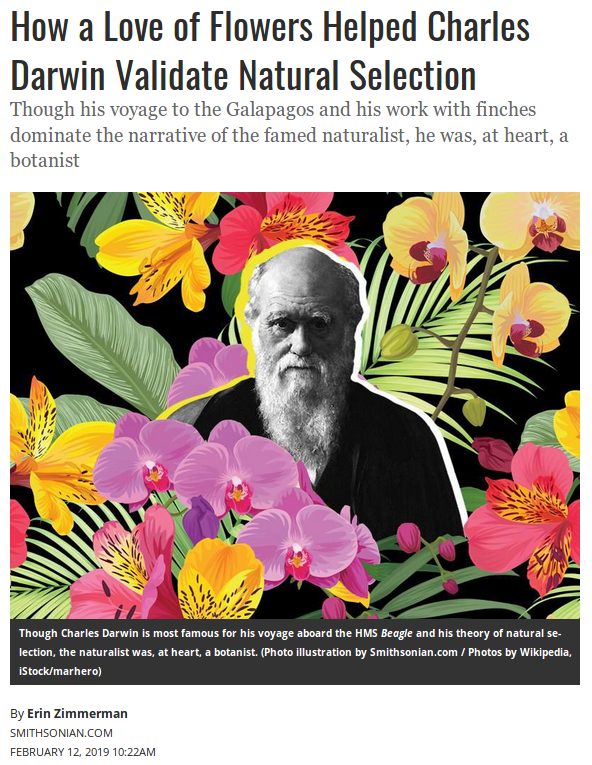 How a Love of Flowers Helped Charles
Darwin Validate Natural Selection
Though his voyage to the Galapagos and his work with finches
dominate the narrative of the famed naturalist, he was, at heart, a
botanist
Though Charles Darwin is most famous for his voyage aboard the HMS Beagle and his theory of natural se-
lection, the naturalist was, at heart, a botanist. (Photo illustration by Smithsonian.com / Photos by Wikipedia,
iStock/marhero)
By Erin Zimmerman
SMITHSONIAN.COM
FEBRUARY 12, 2019 10:22AM